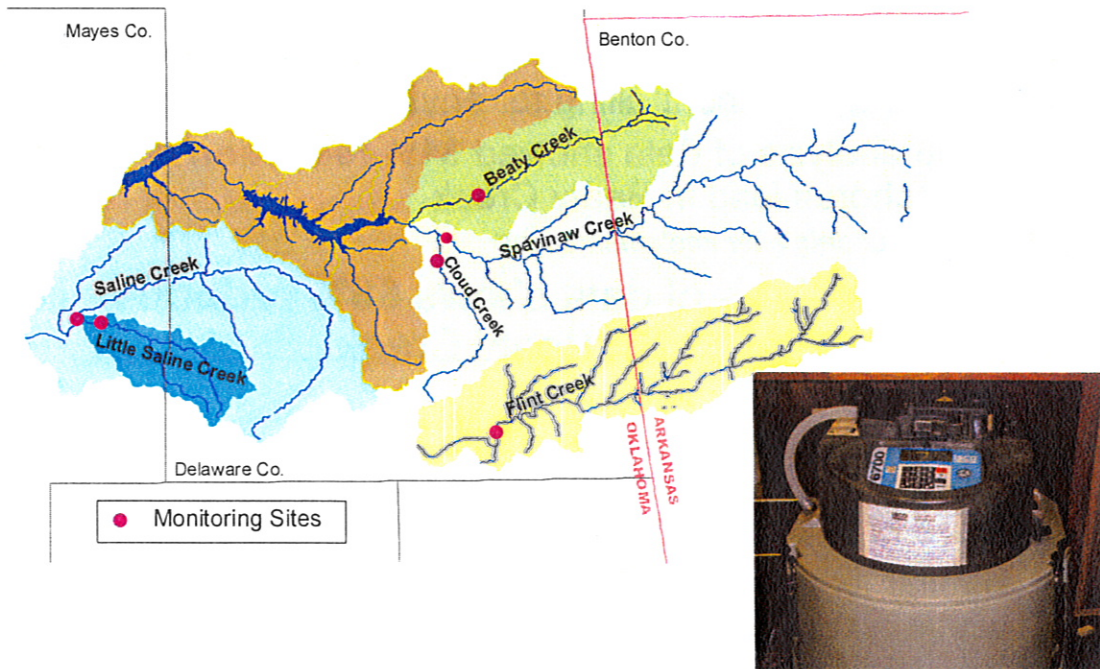 Mayes Co.
Benton Co.
Beaty Creek
Spavinaw Creek
Cloud Creek
Saline Creek
Little Saline Creek
Flint Creek
OKLAHOMA
ARKANSAS
Delaware Co.
Monitoring Sites
6700